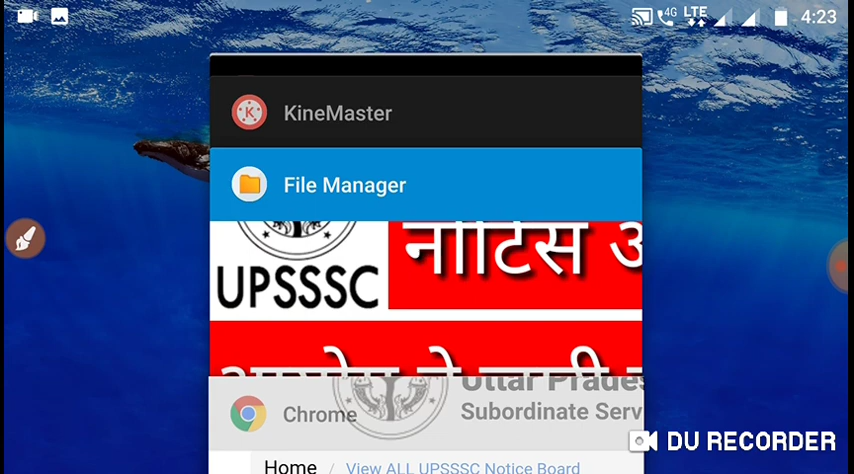 4G LTE 4:23
KineMaster
File Manager
नोटिस
UPSSSC
Uttar Prades
Chrome
Subordinate Serv
DU RECORDER
Home / View ALL UPSSSC Notice Board